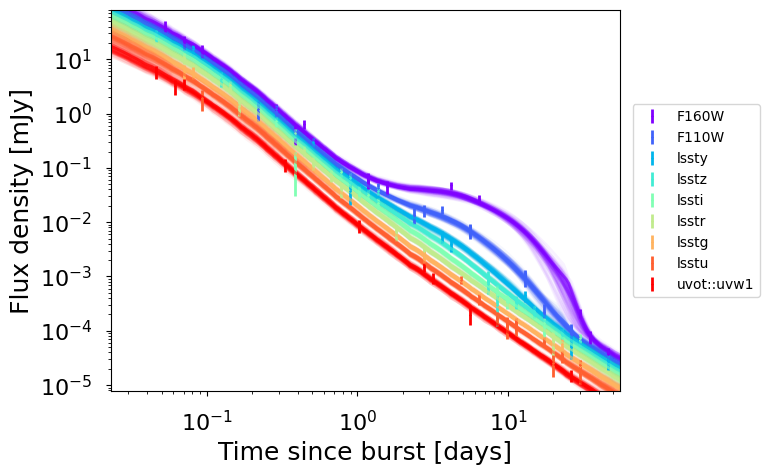 Flux density [mJy]
10¹
10⁰
10⁻¹
10⁻²
10⁻³
10⁻⁴
10⁻⁵
10⁻¹
10⁰
10¹
Time since burst [days]
F160W
F110W
lssty
lsstz
lssti
lsstr
lsstg
lsstu
uvot::uvw1